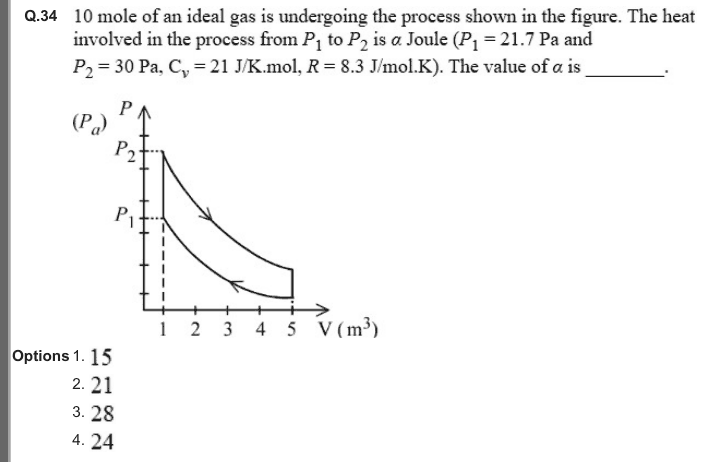 Q.34 10 mole of an ideal gas is undergoing the process shown in the figure. The heat
involved in the process from P₁ to P₂ is α Joule (P₁ = 21.7 Pa and
P₂ = 30 Pa, Cᵥ = 21 J/K.mol, R = 8.3 J/mol.K). The value of α is ________.
P
(Pₐ)
P₂
P₁
1 2 3 4 5 V (m³)
Options 1. 15
2. 21
3. 28
4. 24